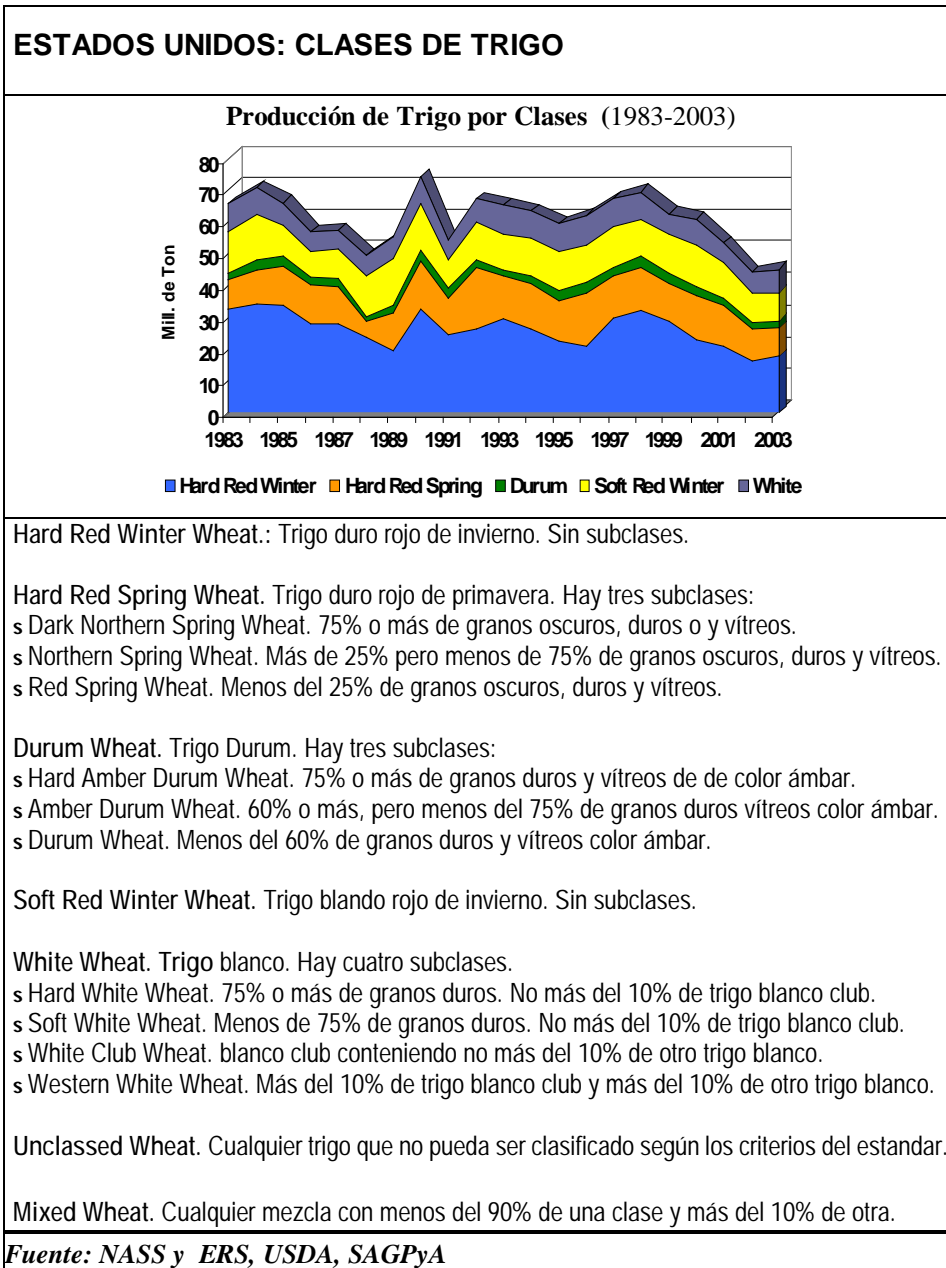 ESTADOS UNIDOS: CLASES DE TRIGO
Producción de Trigo por Clases (1983-2003)
Mill. de Ton
80
70
60
50
40
30
20
10
0
1983 1985 1987 1989 1991 1993 1995 1997 1999 2001 2003
Hard Red Winter Hard Red Spring Durum Soft Red Winter White
Hard Red Winter Wheat.: Trigo duro rojo de invierno. Sin subclases.
Hard Red Spring Wheat. Trigo duro rojo de primavera. Hay tres subclases:
s Dark Northern Spring Wheat. 75% o más de granos oscuros, duros o y vítreos.
s Northern Spring Wheat. Más de 25% pero menos de 75% de granos oscuros, duros y vítreos.
s Red Spring Wheat. Menos del 25% de granos oscuros, duros y vítreos.
Durum Wheat. Trigo Durum. Hay tres subclases:
s Hard Amber Durum Wheat. 75% o más de granos duros y vítreos de de color ámbar.
s Amber Durum Wheat. 60% o más, pero menos del 75% de granos duros vítreos color ámbar.
s Durum Wheat. Menos del 60% de granos duros y vítreos color ámbar.
Soft Red Winter Wheat. Trigo blando rojo de invierno. Sin subclases.
White Wheat. Trigo blanco. Hay cuatro subclases.
s Hard White Wheat. 75% o más de granos duros. No más del 10% de trigo blanco club.
s Soft White Wheat. Menos de 75% de granos duros. No más del 10% de trigo blanco club.
s White Club Wheat. blanco club conteniendo no más del 10% de otro trigo blanco.
s Western White Wheat. Más del 10% de trigo blanco club y más del 10% de otro trigo blanco.
Unclassed Wheat. Cualquier trigo que no pueda ser clasificado según los criterios del estandar.
Mixed Wheat. Cualquier mezcla con menos del 90% de una clase y más del 10% de otra.
Fuente: NASS y ERS, USDA, SAGPyA